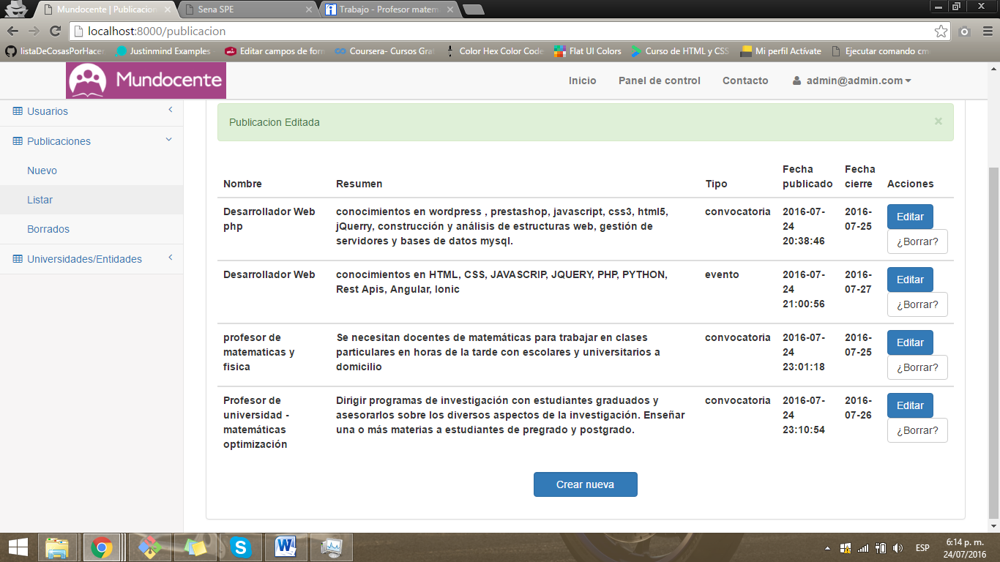 Mundocente | Publicacion
Sena SPE
Trabajo - Profesor matem
localhost:8000/publicacion
listaDeCosasPorHacer
Justinmind Examples
Editar campos de form
Coursera- Cursos Grat
Color Hex Color Code
Flat UI Colors
Curso de HTML y CSS
Mi perfil Actívate
Ejecutar comando cm
Mundocente
Inicio
Panel de control
Contacto
admin@admin.com
Usuarios
Publicaciones
Nuevo
Listar
Borrados
Universidades/Entidades
Publicacion Editada
×
Nombre
Resumen
Tipo
Fecha
publicado
Fecha
cierre
Acciones
Desarrollador Web
php
conocimientos en wordpress , prestashop, javascript, css3, html5,
jQuerry, construcción y análisis de estructuras web, gestión de
servidores y bases de datos mysql.
convocatoria
2016-07-
24
20:38:46
2016-
07-25
Editar
¿Borrar?
Desarrollador Web
conocimientos en HTML, CSS, JAVASCRIP, JQUERY, PHP, PYTHON,
Rest Apis, Angular, Ionic
evento
2016-07-
24
21:00:56
2016-
07-27
Editar
¿Borrar?
profesor de
matematicas y
fisica
Se necesitan docentes de matemáticas para trabajar en clases
particulares en horas de la tarde con escolares y universitarios a
domicilio
convocatoria
2016-07-
24
23:01:18
2016-
07-25
Editar
¿Borrar?
Profesor de
universidad -
matemáticas
optimización
Dirigir programas de investigación con estudiantes graduados y
asesorarlos sobre los diversos aspectos de la investigación. Enseñar
una o más materias a estudiantes de pregrado y postgrado.
convocatoria
2016-07-
24
23:10:54
2016-
07-26
Editar
¿Borrar?
Crear nueva
ESP
6:14 p. m.
24/07/2016